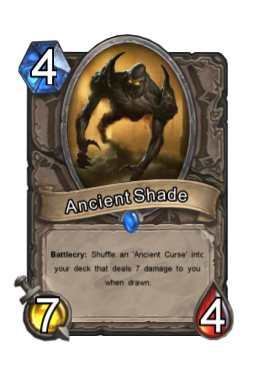 4
Ancient Shade
Battlecry: Shuffle an 'Ancient Curse' into
your deck that deals 7 damage to you
when drawn.
7
4